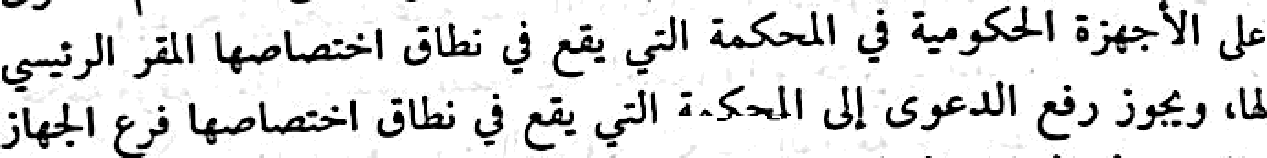 على الأجهزة الحكومية في المحكمة التي يقع في نطاق اختصاصها المقر الرئيسي
لها، ويجوز رفع الدعوى إلى المحكمة التي يقع في نطاق اختصاصها فرع الجهاز